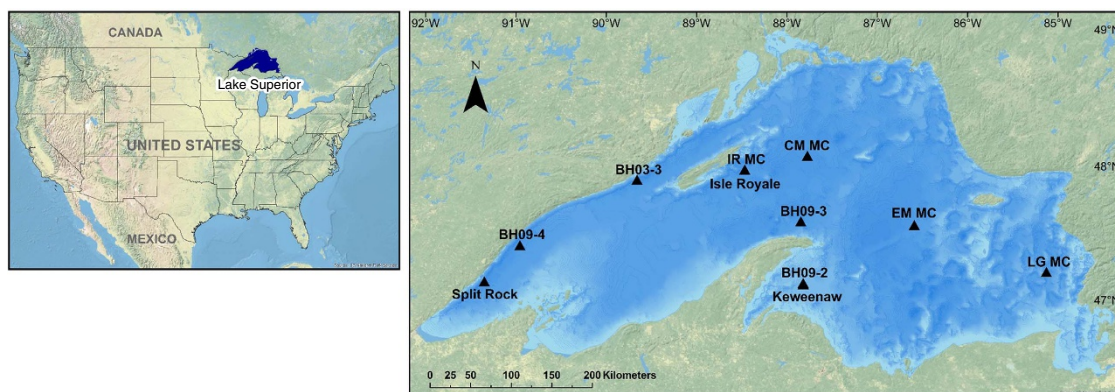 CANADA
Lake Superior
UNITED STATES
MEXICO
92°W 91°W 90°W 89°W 88°W 87°W 86°W 85°W 49°N
N
CM MC
IR MC
BH03-3
Isle Royale
48°N
BH09-3
EM MC
BH09-4
LG MC
BH09-2
Split Rock
Keweenaw
47°N
0 25 50 100 150 200 Kilometers